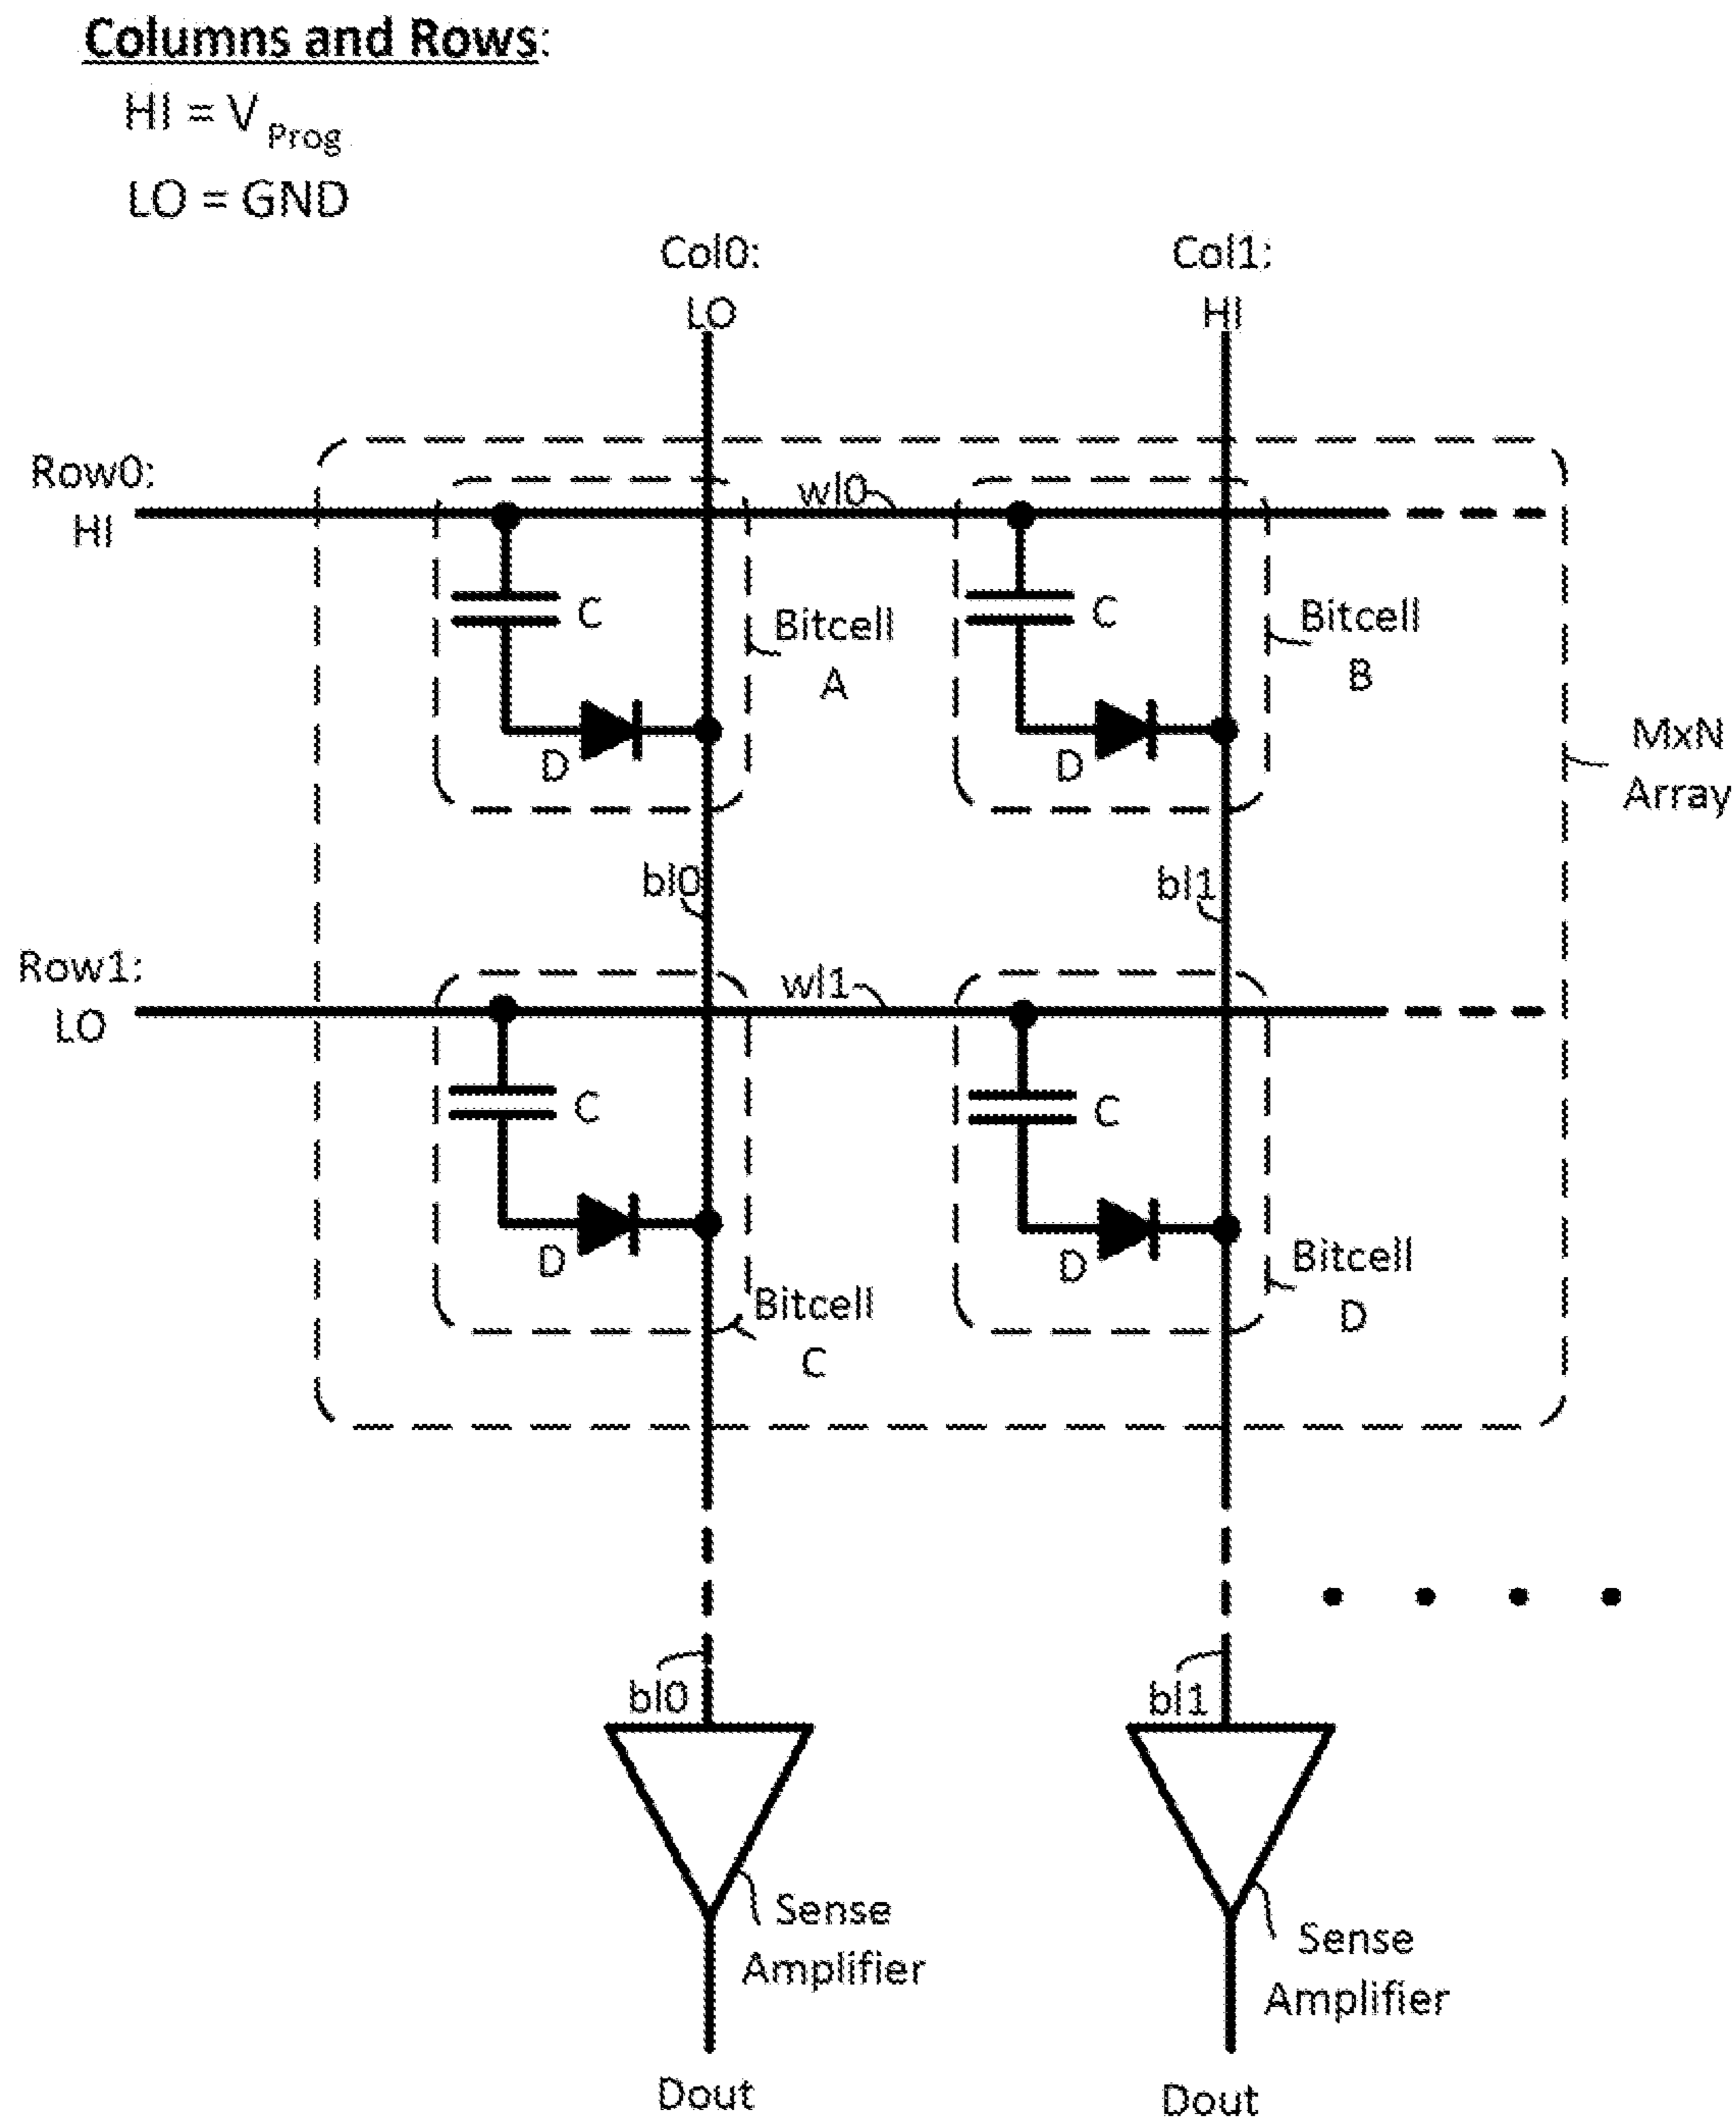 Columns and Rows:
HI = V Prog
LO = GND
Col0:
LO
Col1:
HI
Row0:
HI
wl0
C
Bitcell
A
D
C
Bitcell
B
D
MxN
Array
bl0
bl1
Row1:
LO
wl1
C
D
Bitcell
C
C
D
Bitcell
D
bl0
bl1
Sense
Amplifier
Sense
Amplifier
Dout
Dout